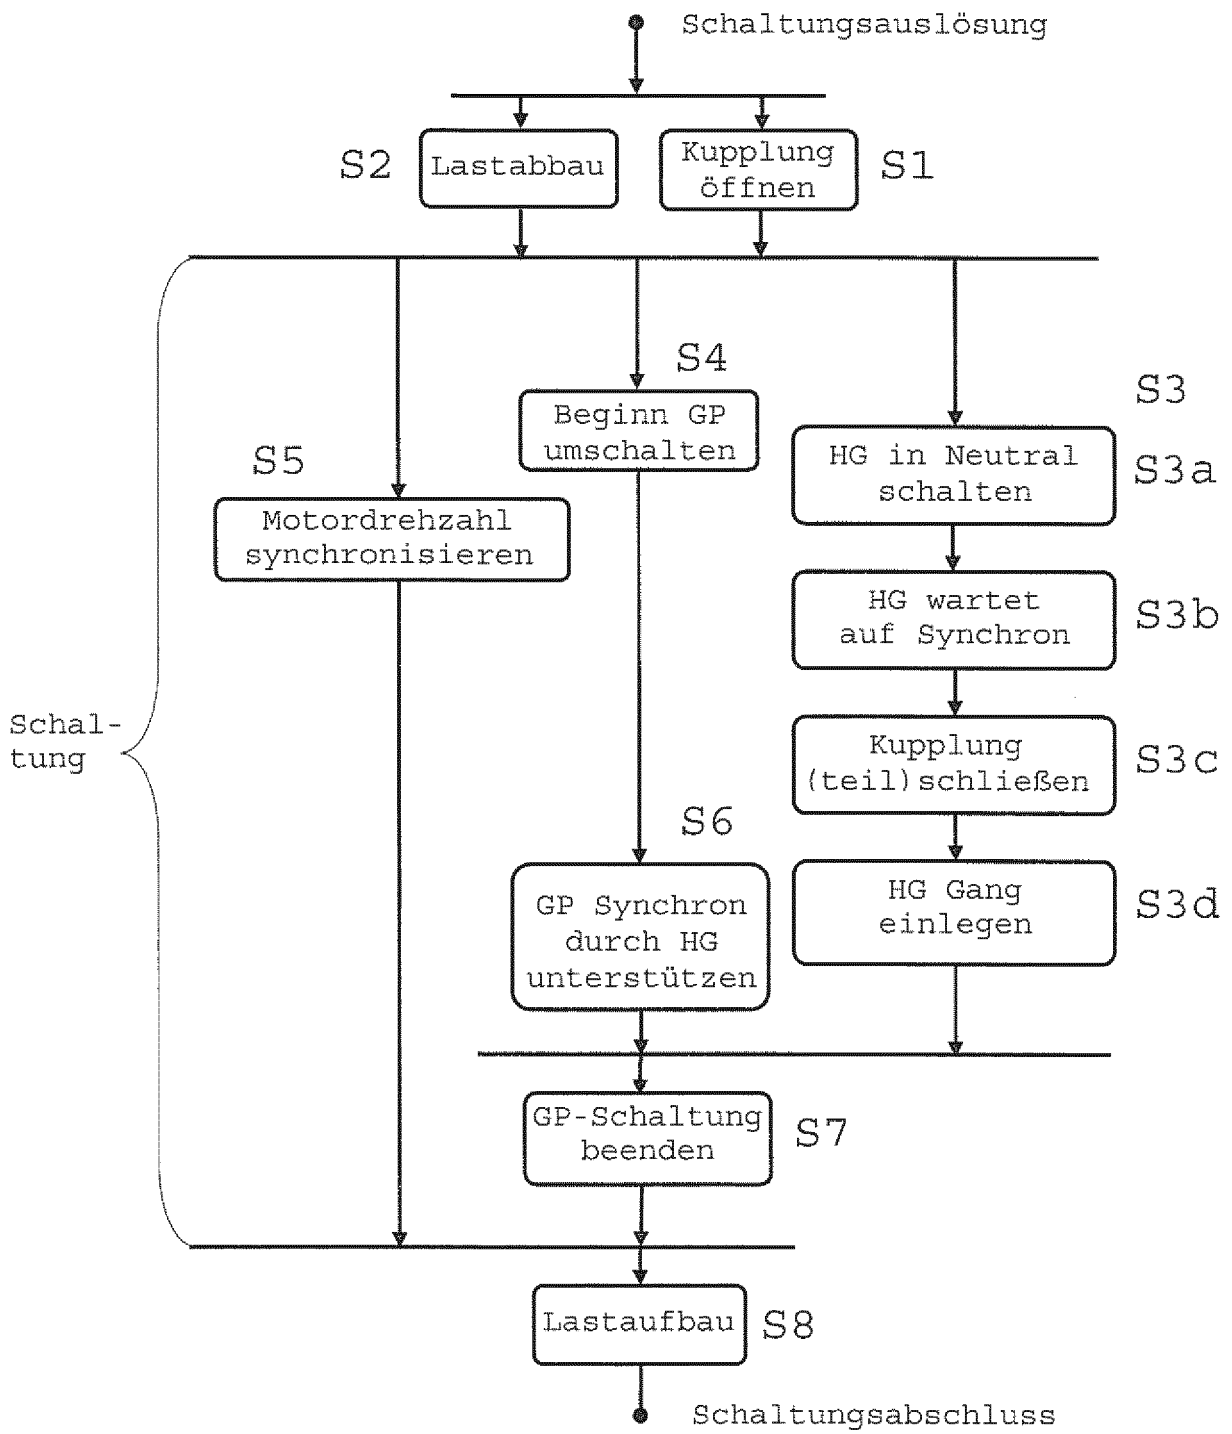 Schaltungsauslösung
S2
Lastabbau
Kupplung
öffnen
S1
S4
Beginn GP
umschalten
S3
S5
Motordrehzahl
synchronisieren
HG in Neutral
schalten
S3a
HG wartet
auf Synchron
S3b
Schal-
tung
Kupplung
(teil)schließen
S3c
S6
GP Synchron
durch HG
unterstützen
HG Gang
einlegen
S3d
GP-Schaltung
beenden
S7
Lastaufbau
S8
Schaltungsabschluss